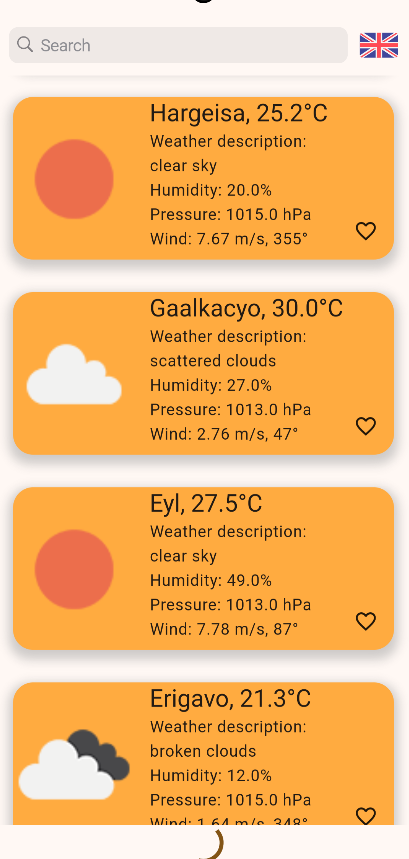 Search
Hargeisa, 25.2°C
Weather description:
clear sky
Humidity: 20.0%
Pressure: 1015.0 hPa
Wind: 7.67 m/s, 355°
Gaalkacyo, 30.0°C
Weather description:
scattered clouds
Humidity: 27.0%
Pressure: 1013.0 hPa
Wind: 2.76 m/s, 47°
Eyl, 27.5°C
Weather description:
clear sky
Humidity: 49.0%
Pressure: 1013.0 hPa
Wind: 7.78 m/s, 87°
Erigavo, 21.3°C
Weather description:
broken clouds
Humidity: 12.0%
Pressure: 1015.0 hPa
Wind: 1.64 m/s, 348°